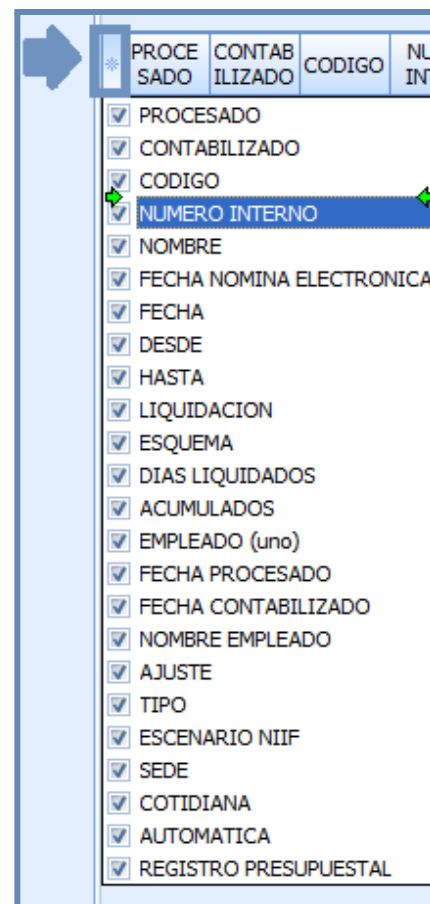 PROCE CONTAB CODIGO NU
SADO ILIZADO INT
PROCESADO
CONTABILIZADO
CODIGO
NUMERO INTERNO
NOMBRE
FECHA NOMINA ELECTRONICA
FECHA
DESDE
HASTA
LIQUIDACION
ESQUEMA
DIAS LIQUIDADOS
ACUMULADOS
EMPLEADO (uno)
FECHA PROCESADO
FECHA CONTABILIZADO
NOMBRE EMPLEADO
AJUSTE
TIPO
ESCENARIO NIIF
SEDE
COTIDIANA
AUTOMATICA
REGISTRO PRESUPUESTAL